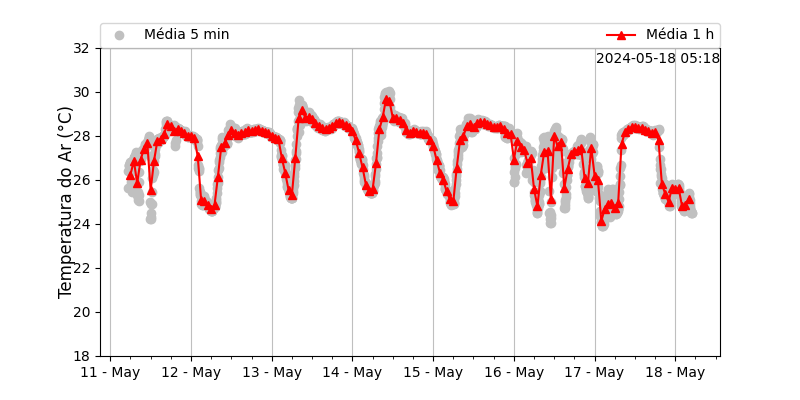 Média 5 min
Média 1 h
2024-05-18 05:18
Temperatura do Ar (°C)
32
30
28
26
24
22
20
18
11 - May
12 - May
13 - May
14 - May
15 - May
16 - May
17 - May
18 - May